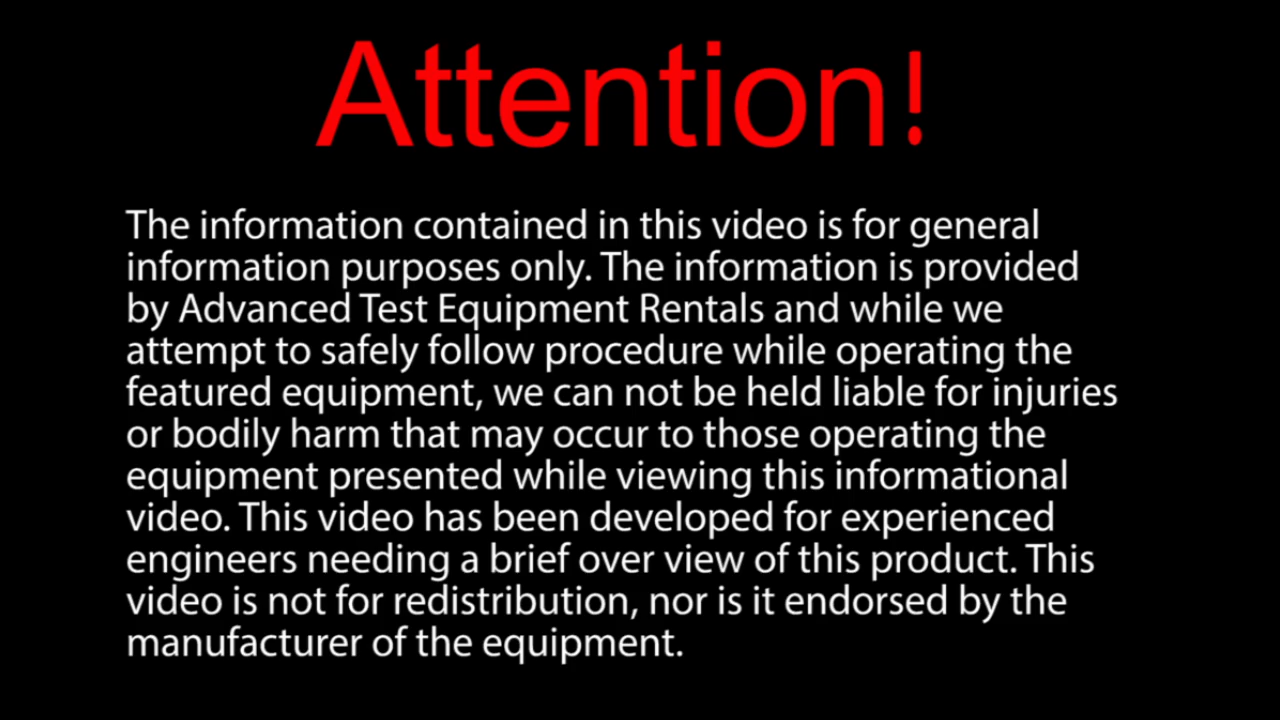 Attention!
The information contained in this video is for general
information purposes only. The information is provided
by Advanced Test Equipment Rentals and while we
attempt to safely follow procedure while operating the
featured equipment, we can not be held liable for injuries
or bodily harm that may occur to those operating the
equipment presented while viewing this informational
video. This video has been developed for experienced
engineers needing a brief over view of this product. This
video is not for redistribution, nor is it endorsed by the
manufacturer of the equipment.